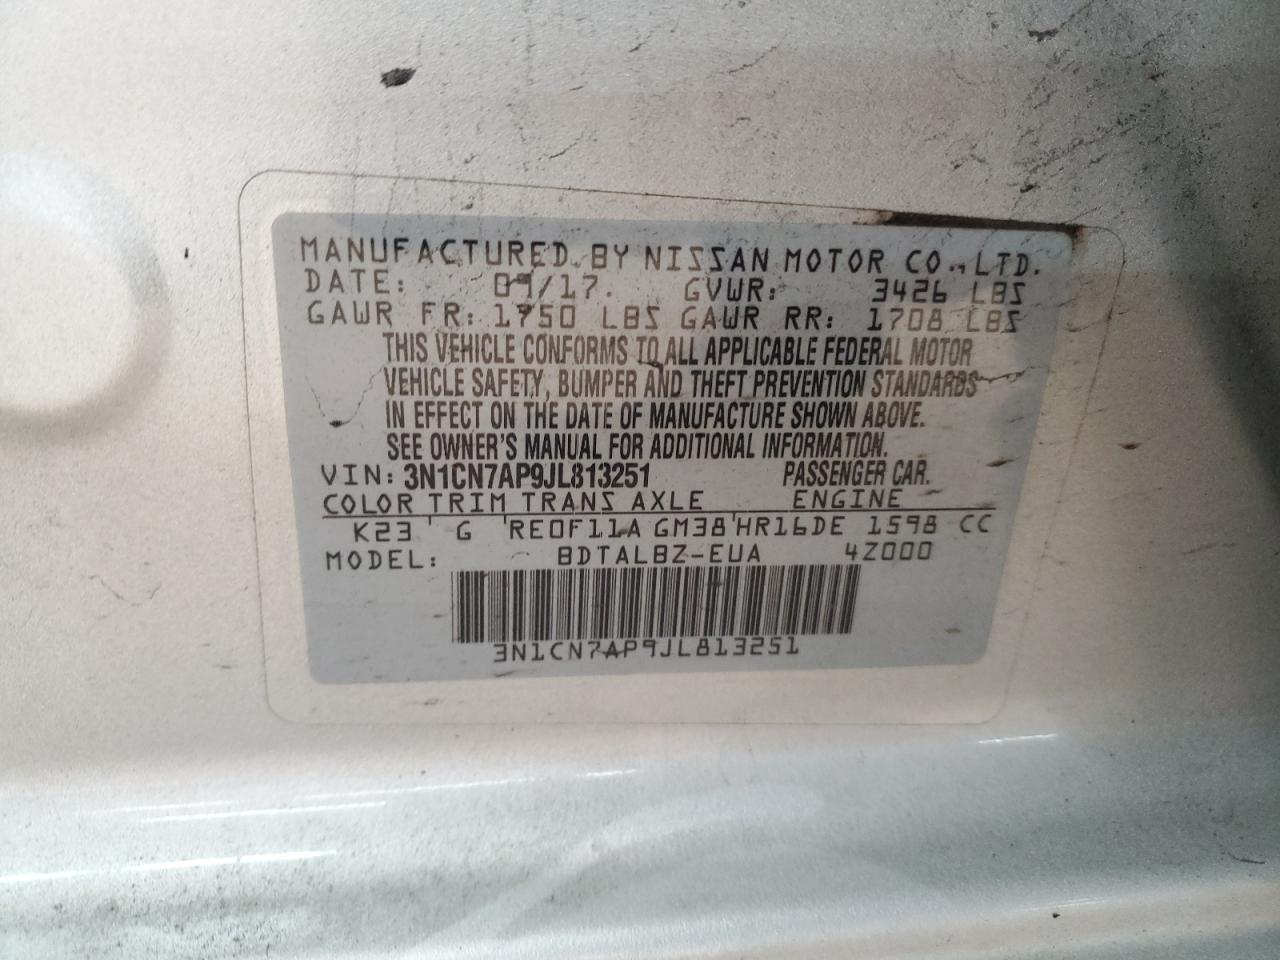 MANUFACTURED BY NISSAN MOTOR CO., LTD.
DATE: 09/17. GVWR: 3426 LBS
GAWR FR: 1750 LBS GAWR RR: 1708 LBS
THIS VEHICLE CONFORMS TO ALL APPLICABLE FEDERAL MOTOR
VEHICLE SAFETY, BUMPER AND THEFT PREVENTION STANDARDS
IN EFFECT ON THE DATE OF MANUFACTURE SHOWN ABOVE.
SEE OWNER'S MANUAL FOR ADDITIONAL INFORMATION.
VIN: 3N1CN7AP9JL813251 PASSENGER CAR.
COLOR TRIM TRANS AXLE ENGINE
K23 G RE0F11A GM38 HR16DE 1598 CC
MODEL: BDTALBZ-EUA 4Z000
3N1CN7AP9JL813251